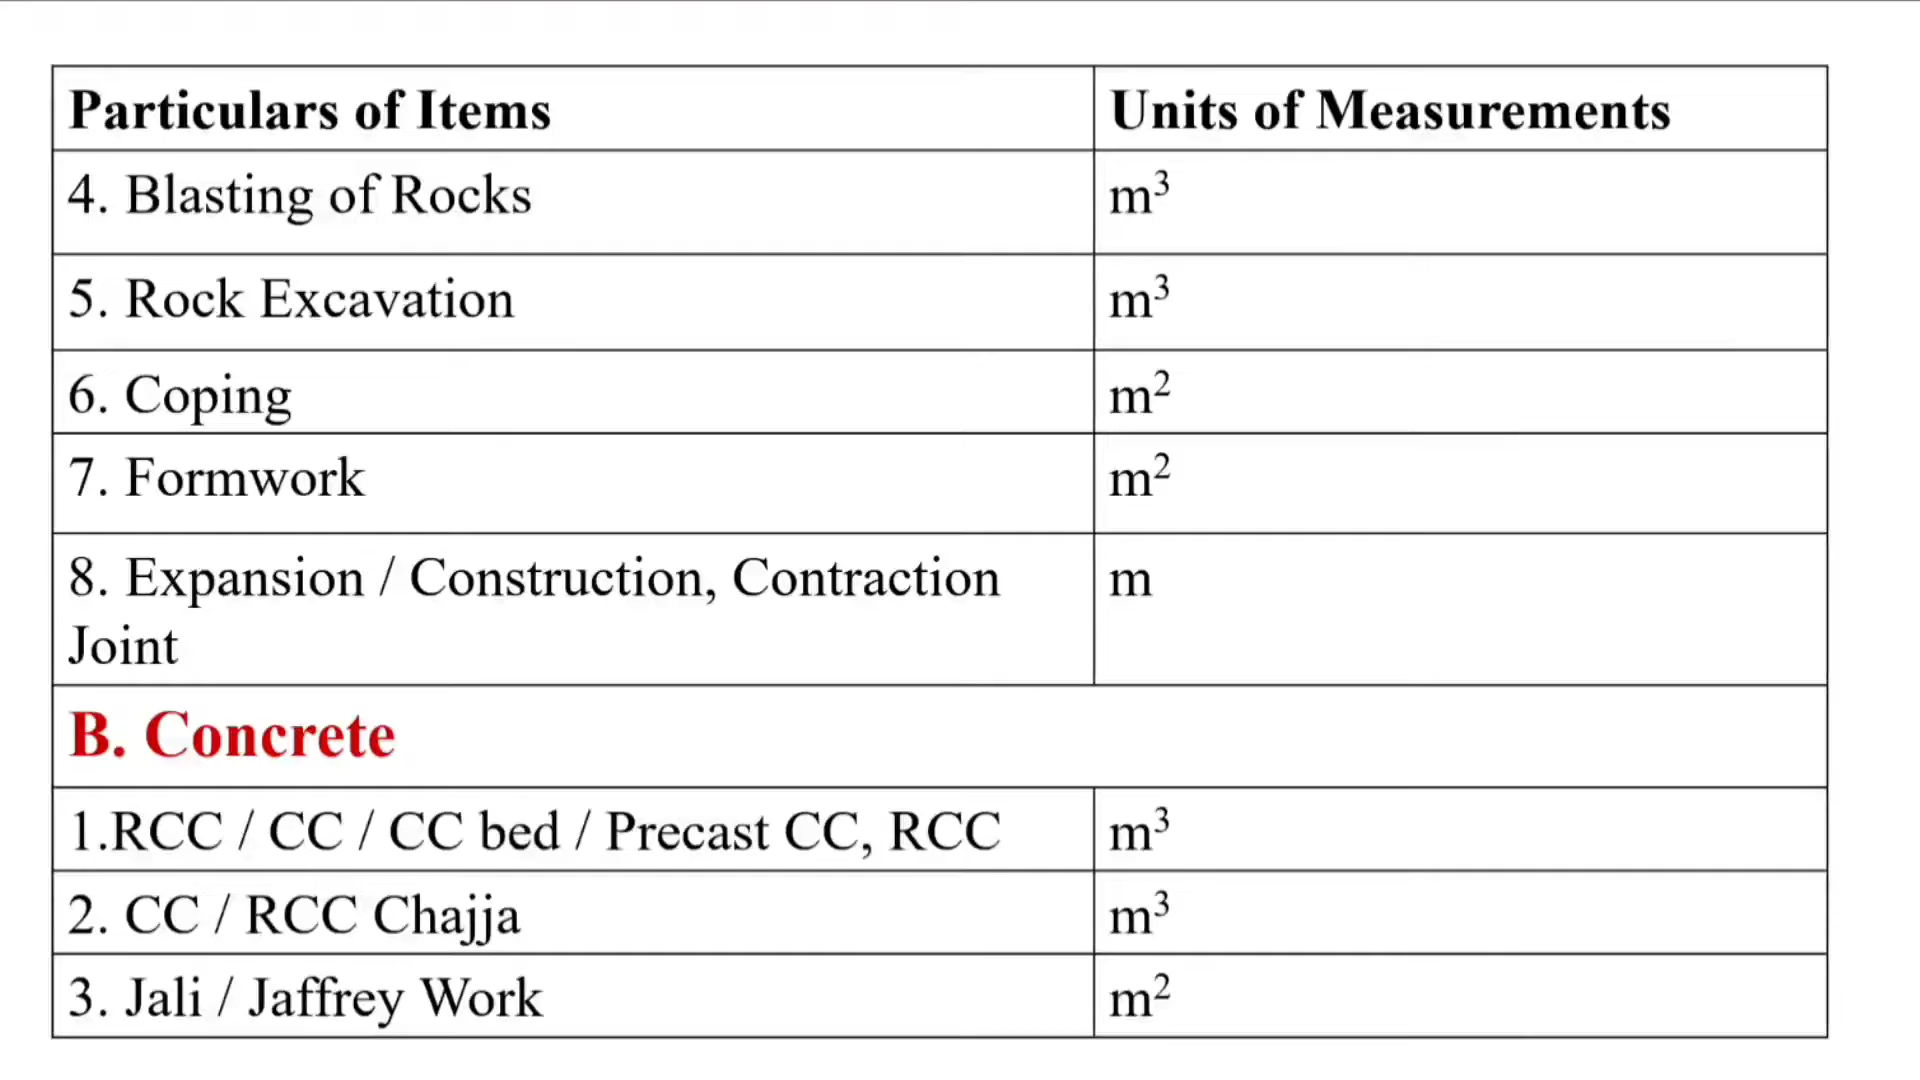 Particulars of Items
Units of Measurements
4. Blasting of Rocks
m³
5. Rock Excavation
m³
6. Coping
m²
7. Formwork
m²
8. Expansion / Construction, Contraction
Joint
m
B. Concrete
1.RCC / CC / CC bed / Precast CC, RCC
m³
2. CC / RCC Chajja
m³
3. Jali / Jaffrey Work
m²